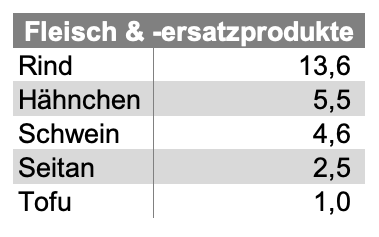 Fleisch & -ersatzprodukte
Rind 13,6
Hähnchen 5,5
Schwein 4,6
Seitan 2,5
Tofu 1,0